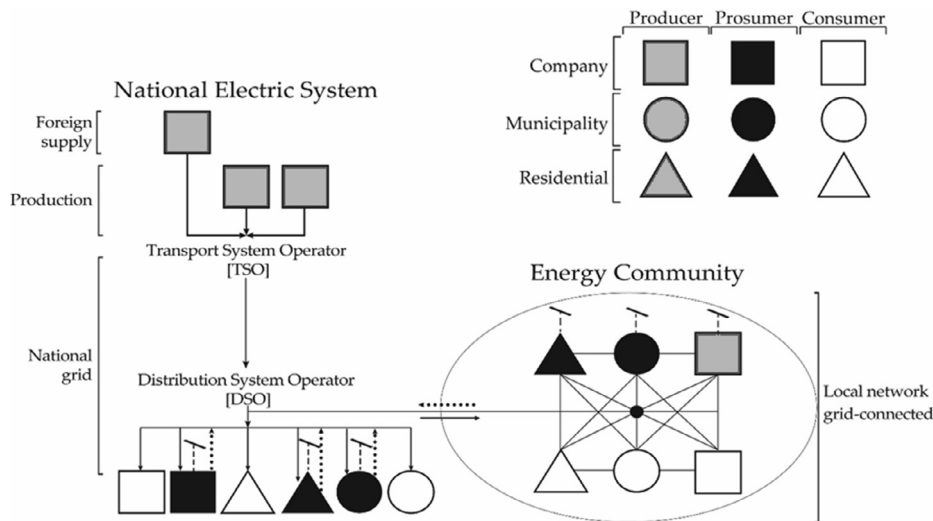 Producer Prosumer Consumer
Company
Municipality
Residential
National Electric System
Foreign
supply
Production
Transport System Operator
[TSO]
National
grid
Distribution System Operator
[DSO]
Energy Community
Local network
grid-connected